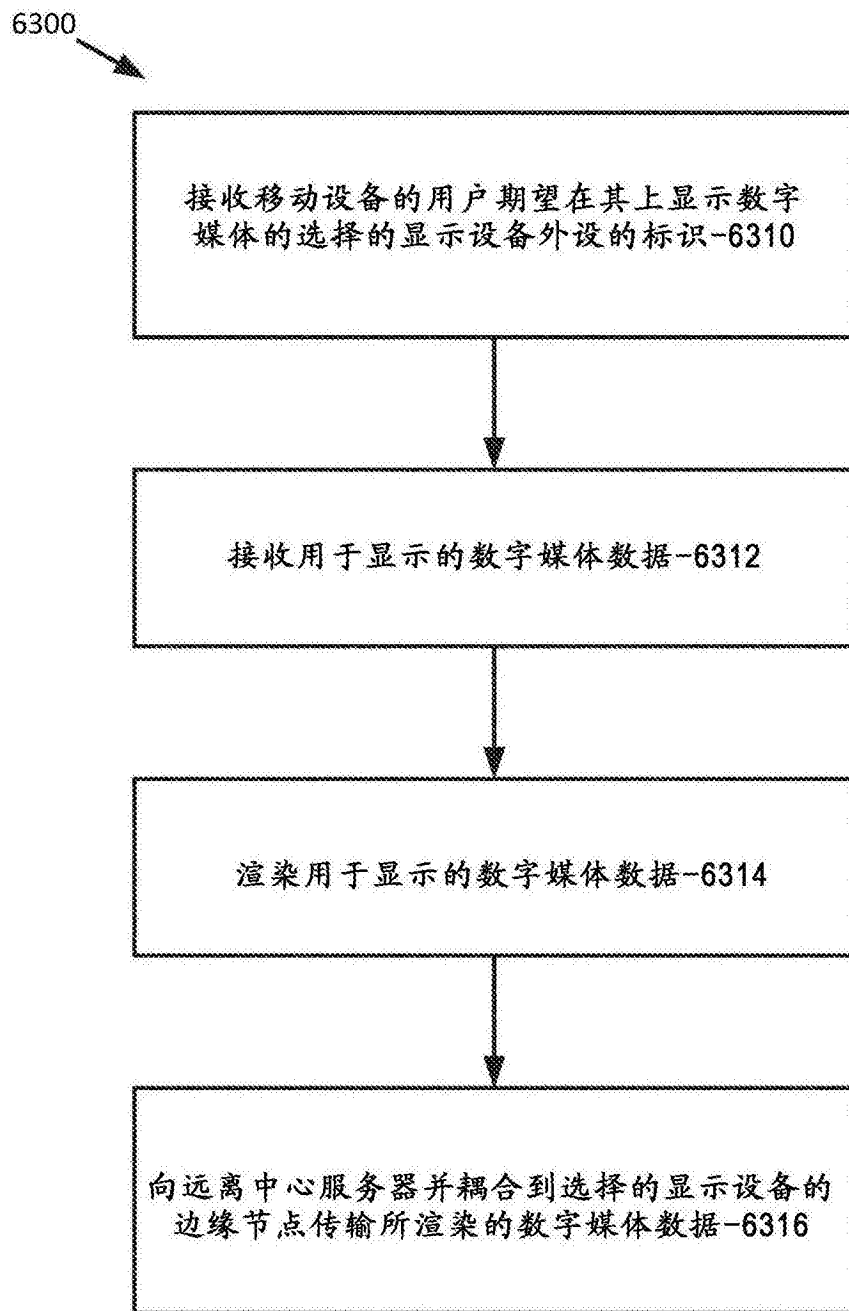 6300
接收移动设备的用户期望在其上显示数字
媒体的选择的显示设备外设的标识-6310
接收用于显示的数字媒体数据-6312
渲染用于显示的数字媒体数据-6314
向远离中心服务器并耦合到选择的显示设备的
边缘节点传输所渲染的数字媒体数据-6316